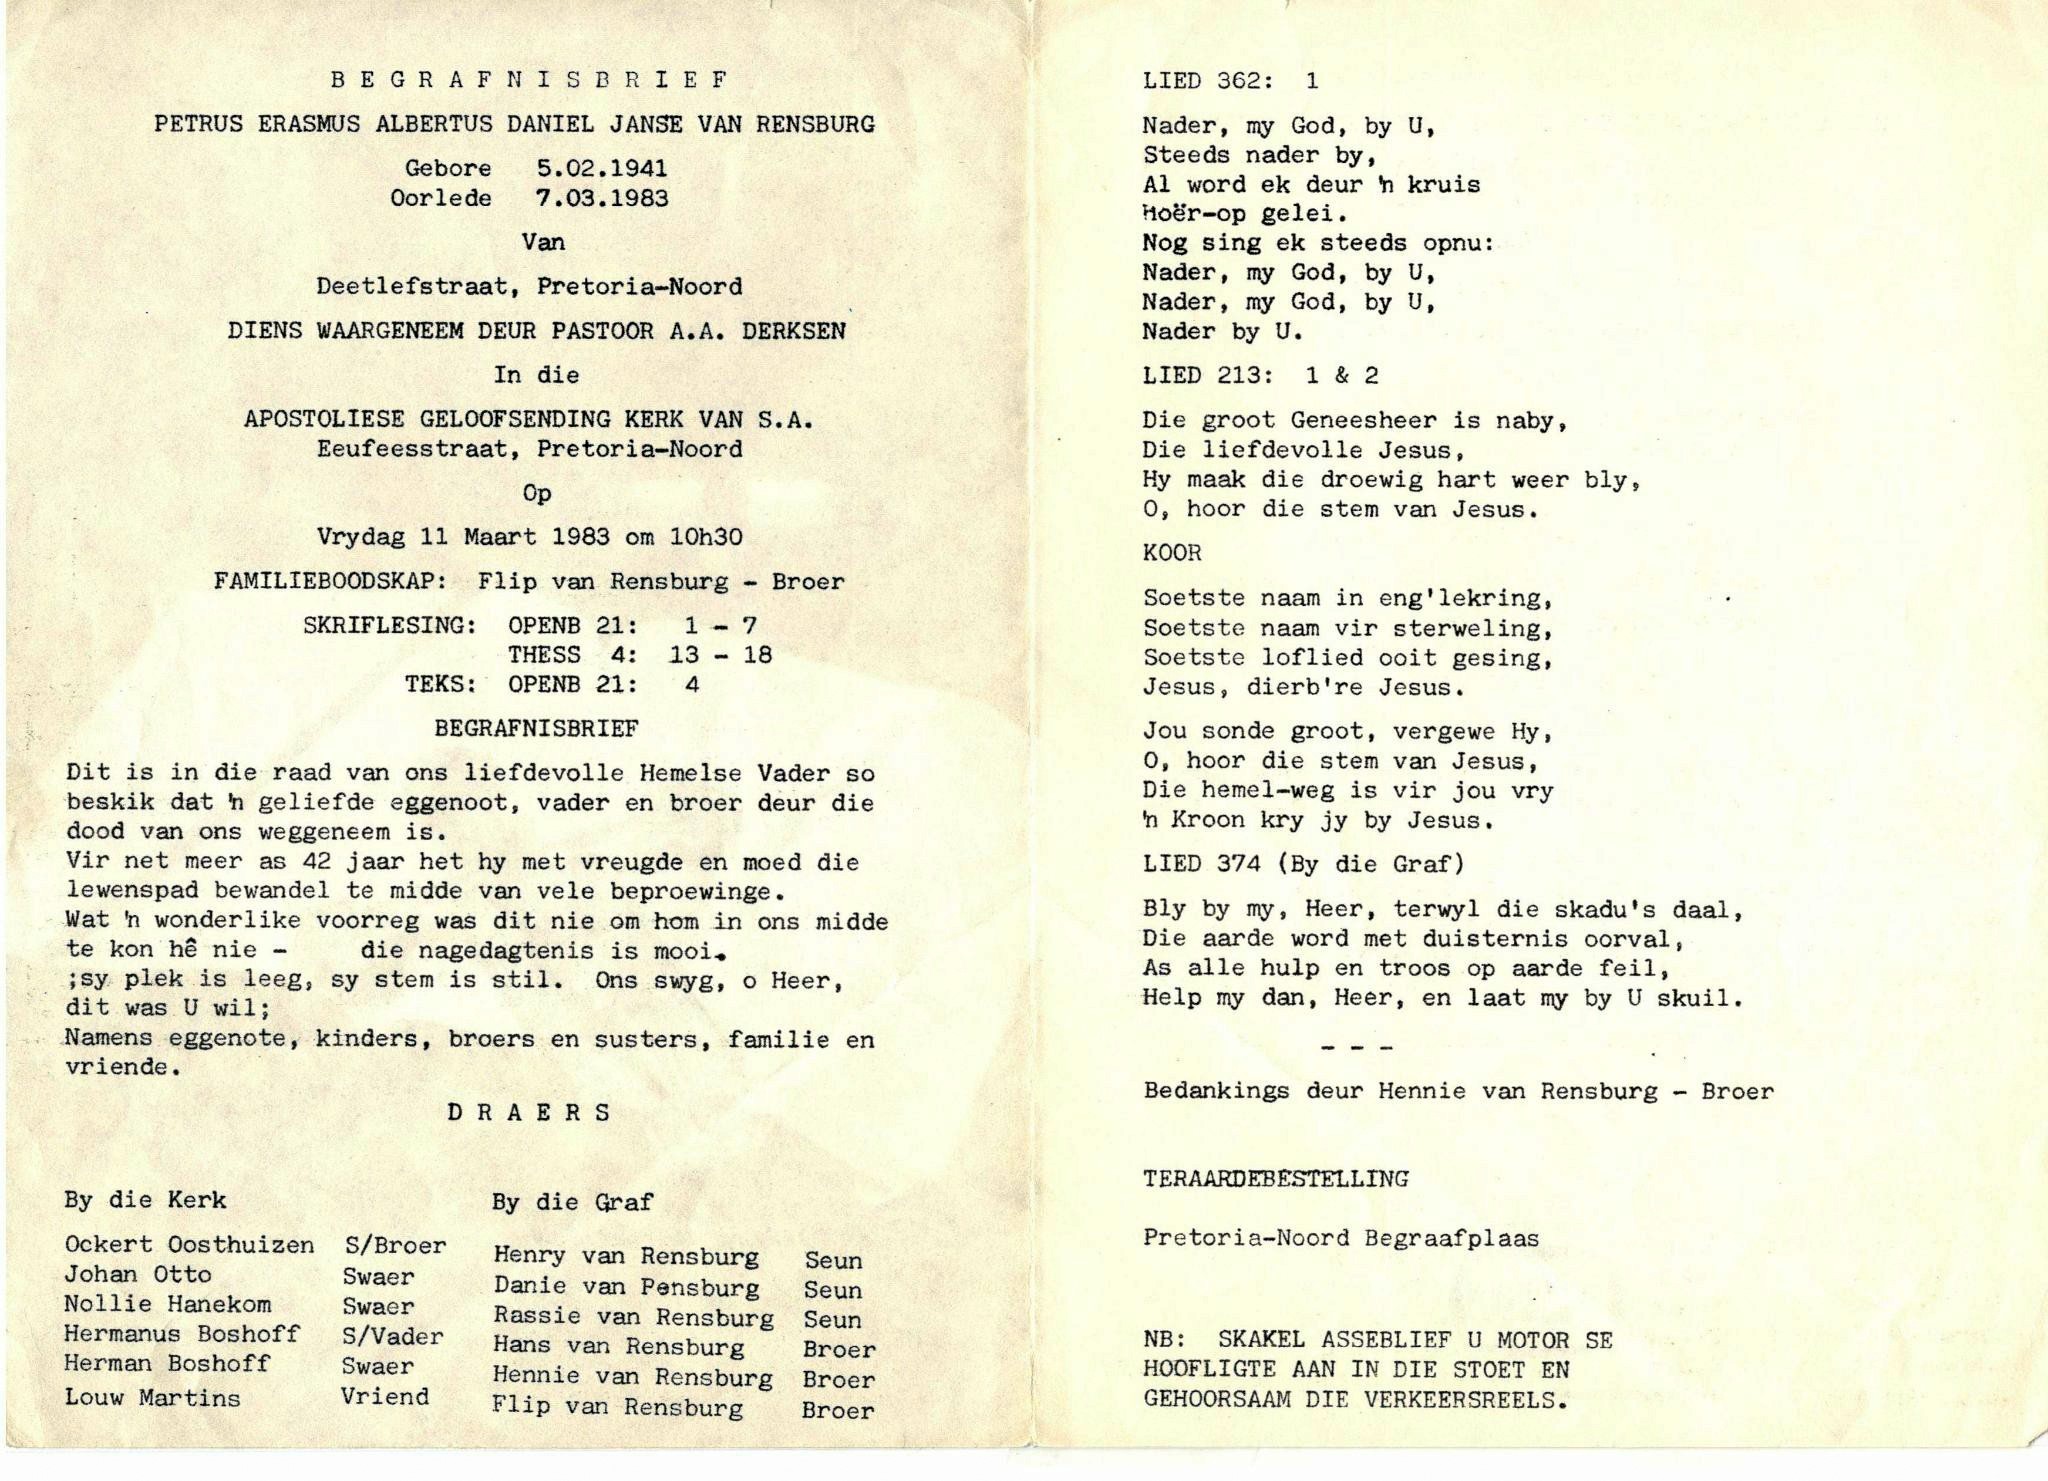 B E G R A F N I S B R I E F
PETRUS ERASMUS ALBERTUS DANIEL JANSE VAN RENSBURG
Gebore 5.02.1941
Oorlede 7.03.1983
Van
Deetlefstraat, Pretoria-Noord
DIENS WAARGENEEM DEUR PASTOOR A.A. DERKSEN
In die
APOSTOLIESE GELOOFSENDING KERK VAN S.A.
Eeufeesstraat, Pretoria-Noord
Op
Vrydag 11 Maart 1983 om 10h30
FAMILIEBOODSKAP: Flip van Rensburg - Broer
SKRIFLESING: OPENB 21: 1 - 7
THESS 4: 13 - 18
TEKS: OPENB 21: 4
BEGRAFNISBRIEF
Dit is in die raad van ons liefdevolle Hemelse Vader so
beskik dat 'n geliefde eggenoot, vader en broer deur die
dood van ons weggeneem is.
Vir net meer as 42 jaar het hy met vreugde en moed die
lewenspad bewandel te midde van vele beproewinge.
Wat 'n wonderlike voorreg was dit nie om hom in ons midde
te kon hê nie - die nagedagtenis is mooi.
;sy plek is leeg, sy stem is stil. Ons swyg, o Heer,
dit was U wil;
Namens eggenote, kinders, broers en susters, familie en
vriende.
D R A E R S
By die Kerk
Ockert Oosthuizen S/Broer
Johan Otto Swaer
Nollie Hanekom Swaer
Hermanus Boshoff S/Vader
Herman Boshoff Swaer
Louw Martins Vriend
By die Graf
Henry van Rensburg Seun
Danie van Pensburg Seun
Rassie van Rensburg Seun
Hans van Rensburg Broer
Hennie van Rensburg Broer
Flip van Rensburg Broer
LIED 362: 1
Nader, my God, by U,
Steeds nader by,
Al word ek deur 'n kruis
Hoër-op gelei.
Nog sing ek steeds opnu:
Nader, my God, by U,
Nader, my God, by U,
Nader by U.
LIED 213: 1 & 2
Die groot Geneesheer is naby,
Die liefdevolle Jesus,
Hy maak die droewig hart weer bly,
O, hoor die stem van Jesus.
KOOR
Soetste naam in eng'lekring,
Soetste naam vir sterweling,
Soetste loflied ooit gesing,
Jesus, dierb're Jesus.
Jou sonde groot, vergewe Hy,
O, hoor die stem van Jesus,
Die hemel-weg is vir jou vry
'n Kroon kry jy by Jesus.
LIED 374 (By die Graf)
Bly by my, Heer, terwyl die skadu's daal,
Die aarde word met duisternis oorval,
As alle hulp en troos op aarde feil,
Help my dan, Heer, en laat my by U skuil.
- - -
Bedankings deur Hennie van Rensburg - Broer
TERAARDEBESTELLING
Pretoria-Noord Begraafplaas
NB: SKAKEL ASSEBLIEF U MOTOR SE
HOOFLIGTE AAN IN DIE STOET EN
GEHOORSAAM DIE VERKEERSREELS.